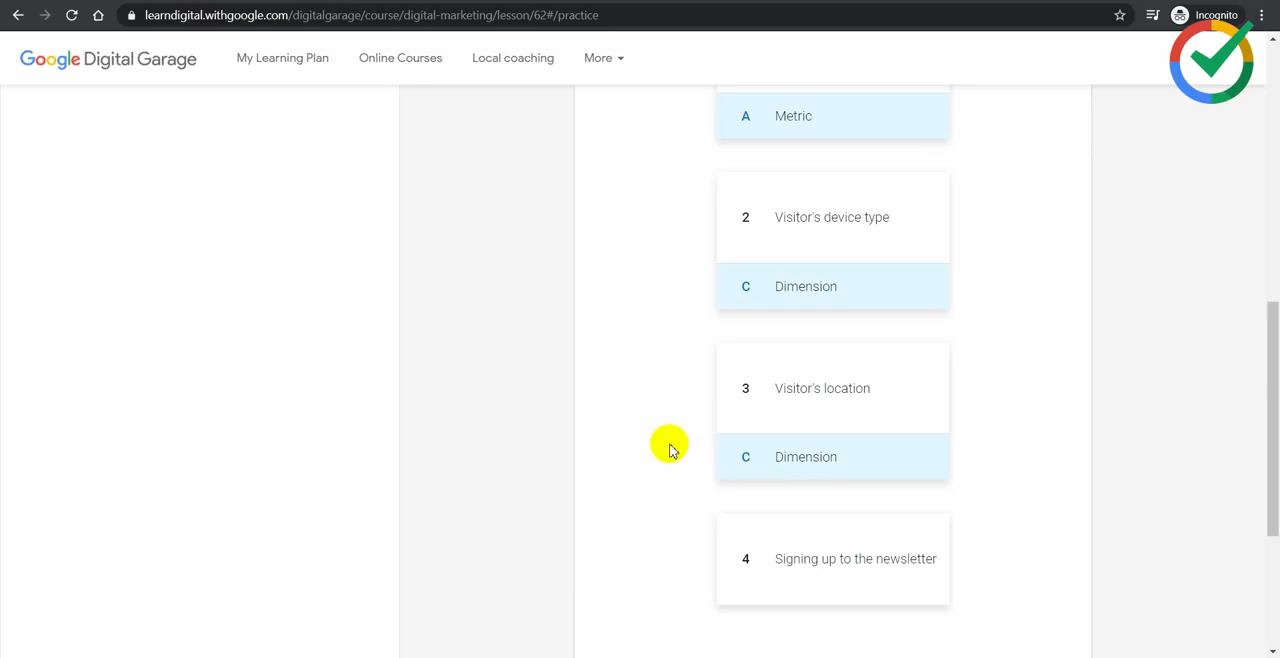 learndigital.withgoogle.com/digitalgarage/course/digital-marketing/lesson/62#/practice
Incognito
Google Digital Garage
My Learning Plan
Online Courses
Local coaching
More
A Metric
2 Visitor's device type
C Dimension
3 Visitor's location
C Dimension
4 Signing up to the newsletter